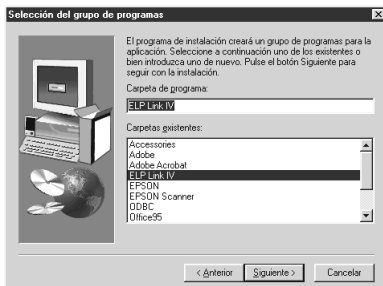 Selección del grupo de programas
El programa de instalación creará un grupo de programas para la
aplicación. Seleccione a continuación uno de los existentes o
bien introduzca uno de nuevo. Pulse el botón Siguiente para
seguir con la instalación.
Carpeta de programa:
ELP Link IV
Carpetas existentes:
Accessories
Adobe
Adobe Acrobat
ELP Link IV
EPSON
EPSON Scanner
ODBC
Office95
< Anterior Siguiente > Cancelar